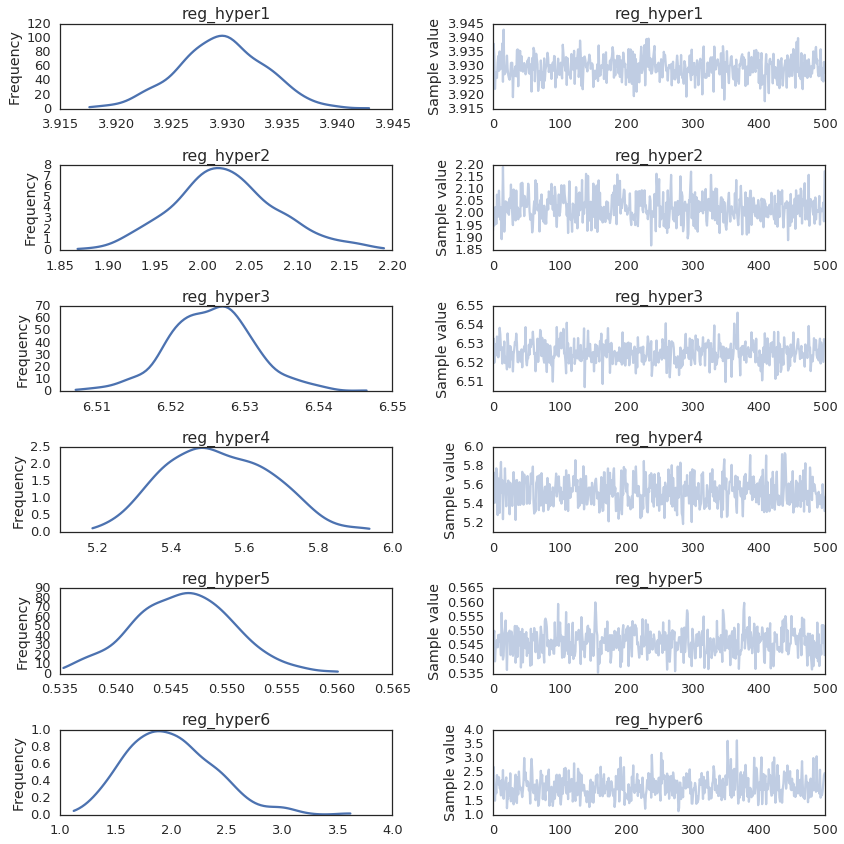 reg_hyper1
Frequency
120
100
80
60
40
20
0
3.915 3.920 3.925 3.930 3.935 3.940 3.945
reg_hyper1
Sample value
3.945
3.940
3.935
3.930
3.925
3.920
3.915
0 100 200 300 400 500
reg_hyper2
Frequency
8
7
6
5
4
3
2
1
0
1.85 1.90 1.95 2.00 2.05 2.10 2.15 2.20
reg_hyper2
Sample value
2.20
2.15
2.10
2.05
2.00
1.95
1.90
1.85
0 100 200 300 400 500
reg_hyper3
Frequency
70
60
50
40
30
20
10
0
6.51 6.52 6.53 6.54 6.55
reg_hyper3
Sample value
6.55
6.54
6.53
6.52
6.51
0 100 200 300 400 500
reg_hyper4
Frequency
2.5
2.0
1.5
1.0
0.5
0.0
5.2 5.4 5.6 5.8 6.0
reg_hyper4
Sample value
6.0
5.8
5.6
5.4
5.2
0 100 200 300 400 500
reg_hyper5
Frequency
90
80
70
60
50
40
30
20
10
0
0.535 0.540 0.545 0.550 0.555 0.560 0.565
reg_hyper5
Sample value
0.565
0.560
0.555
0.550
0.545
0.540
0.535
0 100 200 300 400 500
reg_hyper6
Frequency
1.0
0.8
0.6
0.4
0.2
0.0
1.0 1.5 2.0 2.5 3.0 3.5 4.0
reg_hyper6
Sample value
4.0
3.5
3.0
2.5
2.0
1.5
1.0
0 100 200 300 400 500